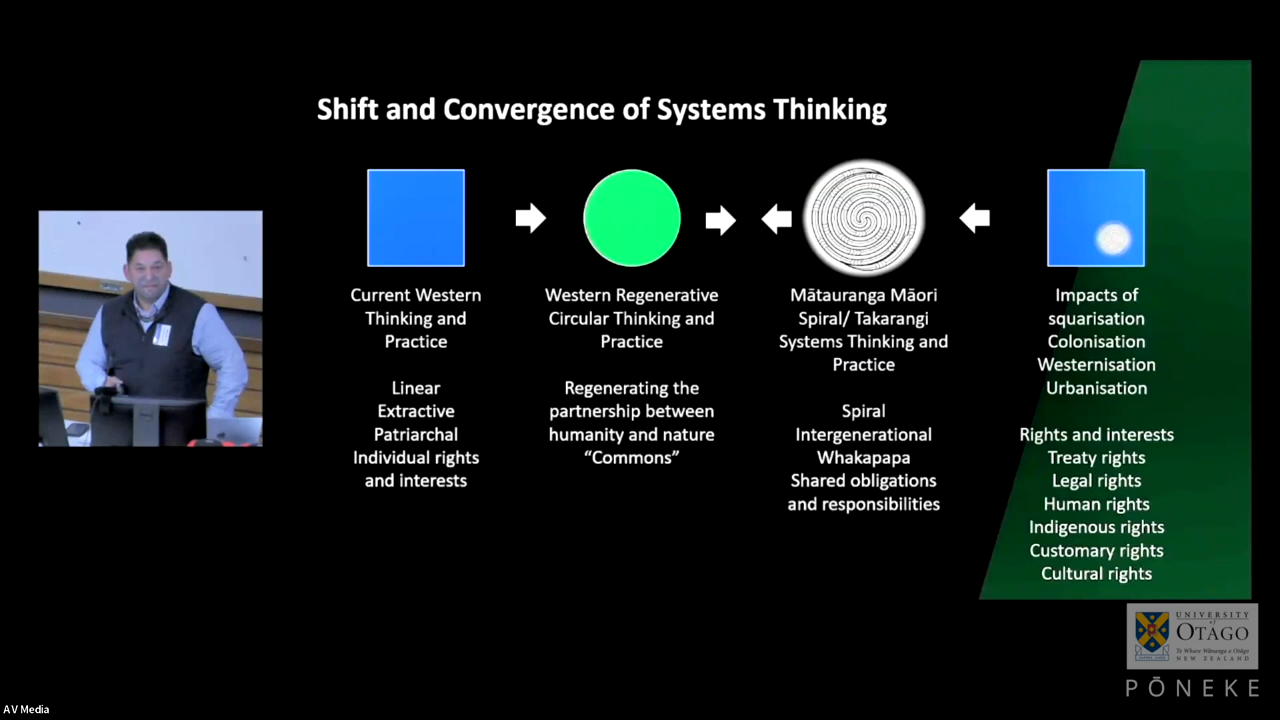 Shift and Convergence of Systems Thinking
Current Western
Thinking and
Practice
Linear
Extractive
Patriarchal
Individual rights
and interests
Western Regenerative
Circular Thinking and
Practice
Regenerating the
partnership between
humanity and nature
“Commons”
Mātauranga Māori
Spiral/ Takarangi
Systems Thinking and
Practice
Spiral
Intergenerational
Whakapapa
Shared obligations
and responsibilities
Impacts of
squarisation
Colonisation
Westernisation
Urbanisation
Rights and interests
Treaty rights
Legal rights
Human rights
Indigenous rights
Customary rights
Cultural rights
UNIVERSITY
of
OTAGO
Te Whare Wānanga o Otāgo
NEW ZEALAND
PŌNEKE
AV Media